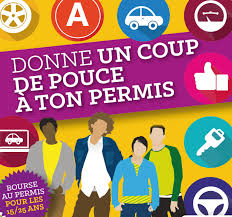 A
DONNE UN COUP
DE POUCE
À TON PERMIS
BOURSE
AU PERMIS
POUR LES
15/25 ANS